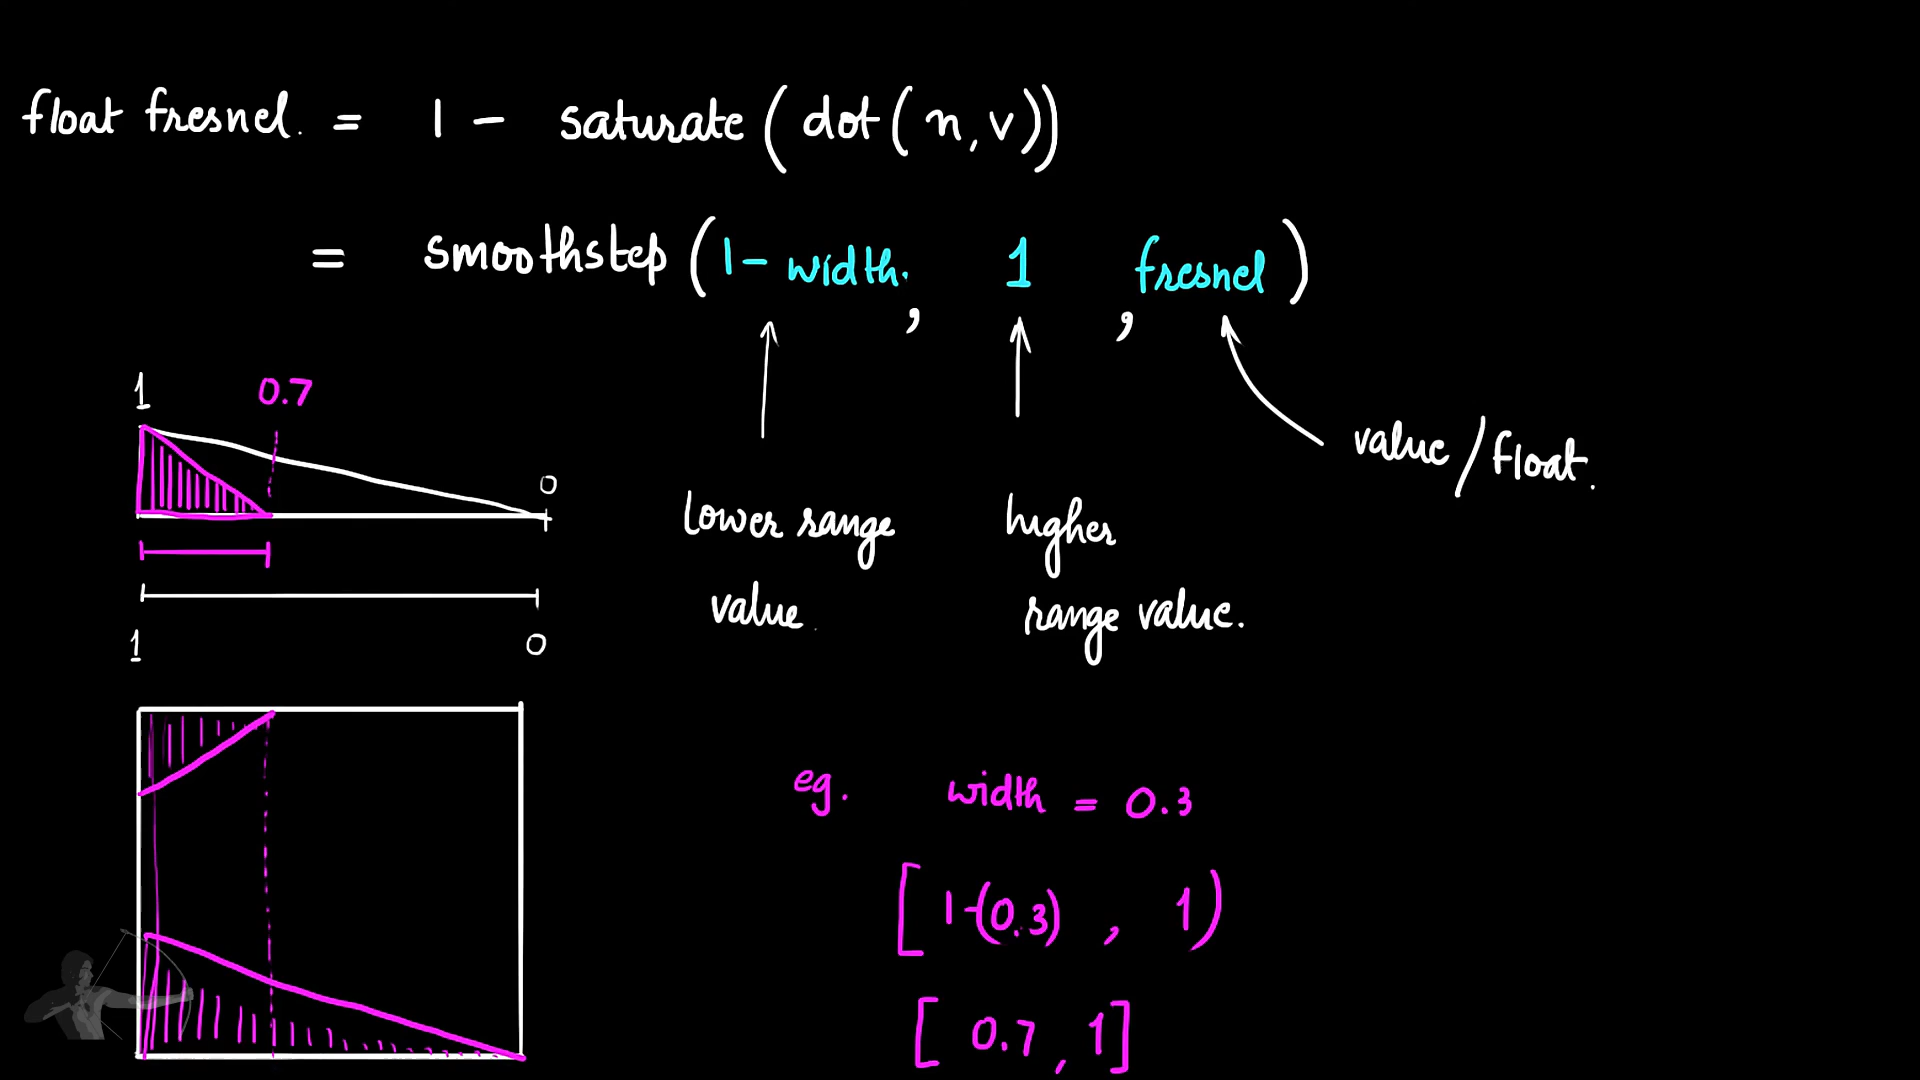 float fresnel. = 1 - saturate(dot(n,v))
= smoothstep(1-width. , 1 , fresnel)
1
0.7
0
value/float.
lower range
value.
higher
range value.
1
0
eg. width = 0.3
[1-(0.3) , 1)
[0.7, 1]